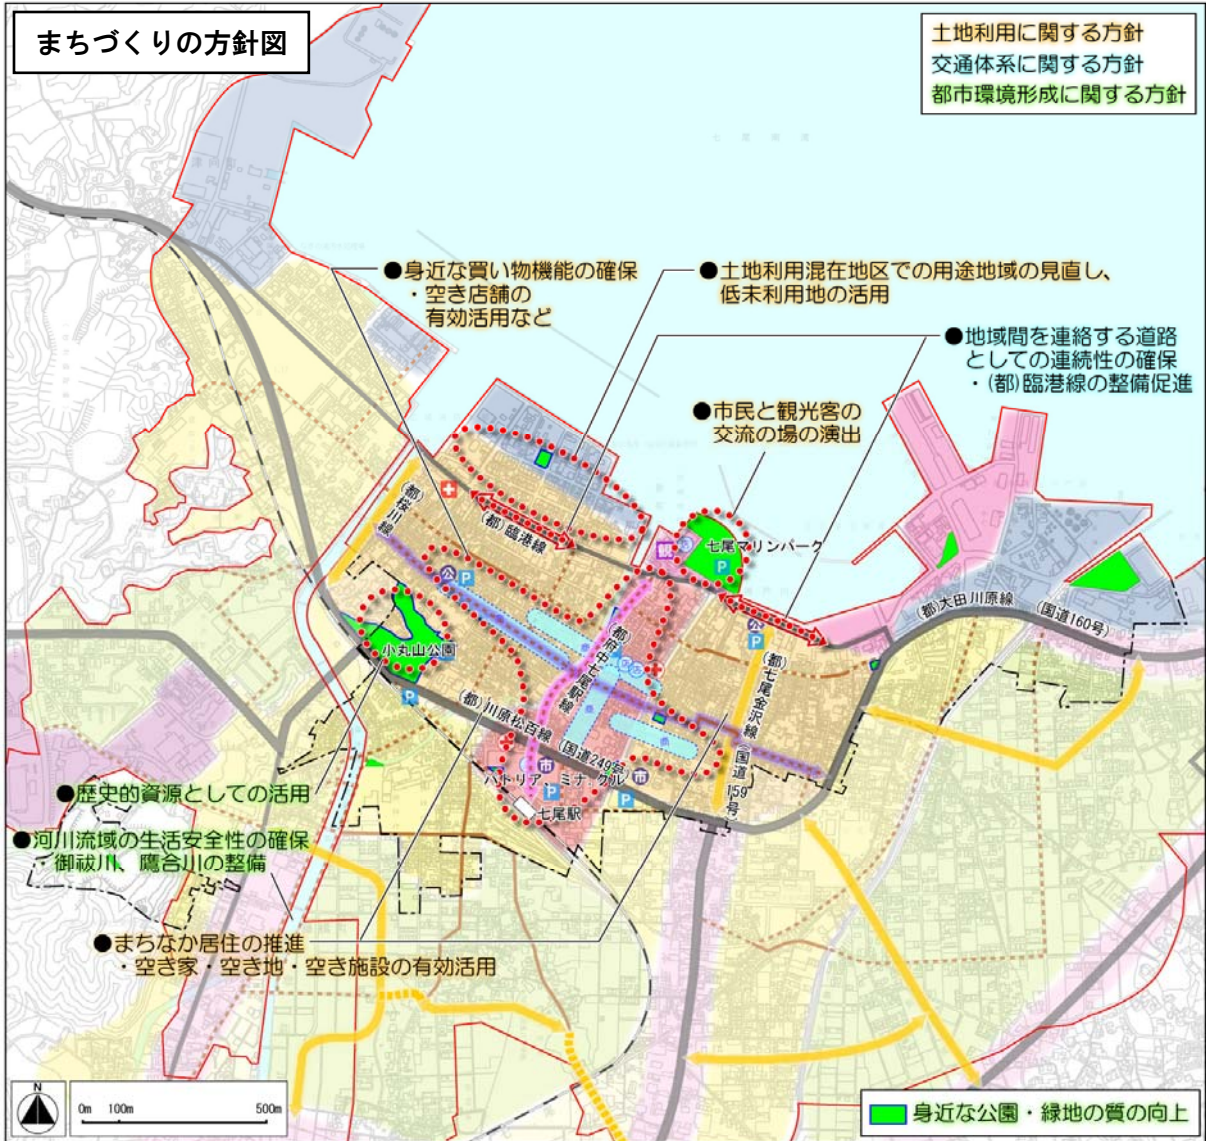 まちづくりの方針図
土地利用に関する方針
交通体系に関する方針
都市環境形成に関する方針
七尾南湾
●身近な買い物機能の確保
・空き店舗の
有効活用など
●土地利用混在地区での用途地域の見直し、
低未利用地の活用
●地域間を連絡する道路
としての連続性の確保
・(都)臨港線の整備促進
●市民と観光客の
交流の場の演出
(都)桜川線
(都)臨港線
観
七尾マリンパーク
P
公
P
(都)大田川原線
(国道160号)
公
P
小丸山公園
P
(都)府中七尾駅線
(都)七尾金沢線
(国道159号)
(都)川原松百線
(国道249号)
市
パトリア、ミナ.クル
P
市
P
七尾駅
●歴史的資源としての活用
●河川流域の生活安全性の確保
・御祓川、鷹合川の整備
●まちなか居住の推進
・空き家・空き地・空き施設の有効活用
N
0m 100m 500m
身近な公園・緑地の質の向上